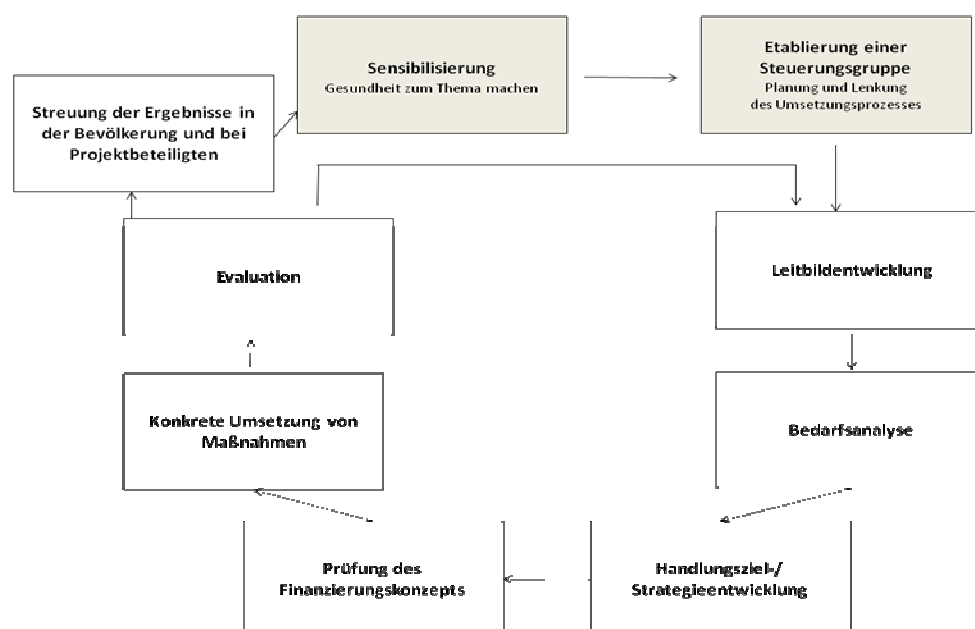 Sensibilisierung
Gesundheit zum Thema machen
Etablierung einer
Steuerungsgruppe
Planung und Lenkung
des Umsetzungsprozesses
Streuung der Ergebnisse in
der Bevölkerung und bei
Projektbeteiligten
Evaluation
Leitbildentwicklung
Konkrete Umsetzung von
Maßnahmen
Bedarfsanalyse
Prüfung des
Finanzierungskonzepts
Handlungsziel-/
Strategieentwicklung